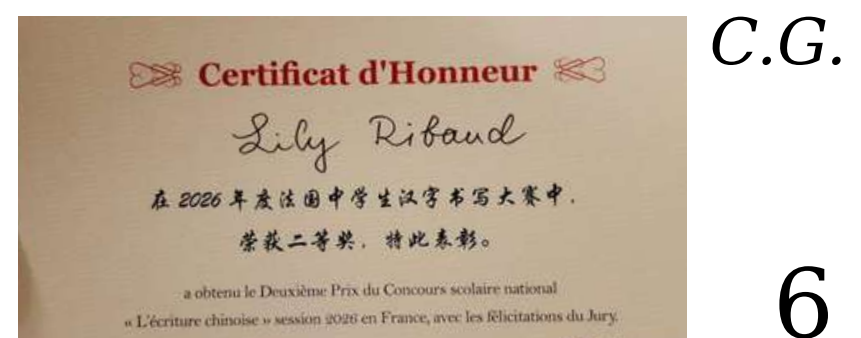 Certificat d'Honneur
Lily Ribaud
在 2026 年度法国中学生汉字书写大赛中，
荣获二等奖，特此表彰。
a obtenu le Deuxième Prix du Concours scolaire national
« L'écriture chinoise » session 2026 en France, avec les félicitations du Jury.
C.G.
6